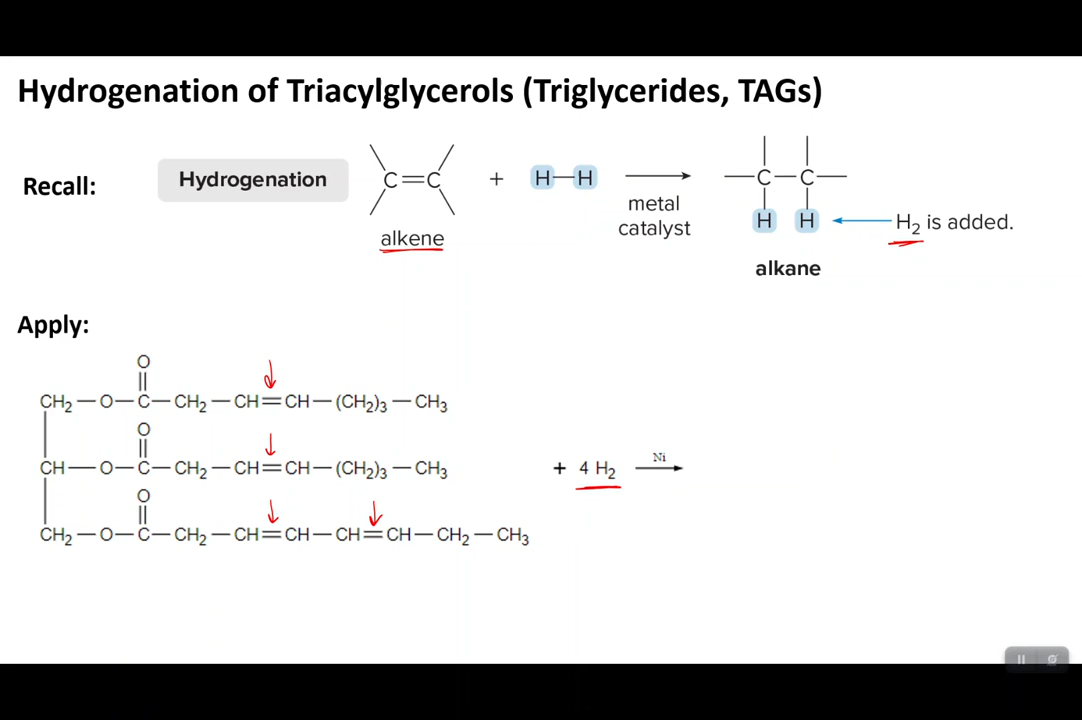 Hydrogenation of Triacylglycerols (Triglycerides, TAGs)
Recall:
Hydrogenation
C=C
+
H—H
metal
catalyst
—C—C—
H H
H₂ is added.
alkene
alkane
Apply:
O
CH₂—O—C—CH₂—CH=CH—(CH₂)₃—CH₃
O
CH—O—C—CH₂—CH=CH—(CH₂)₃—CH₃
+ 4 H₂
Ni
O
CH₂—O—C—CH₂—CH=CH—CH=CH—CH₂—CH₃